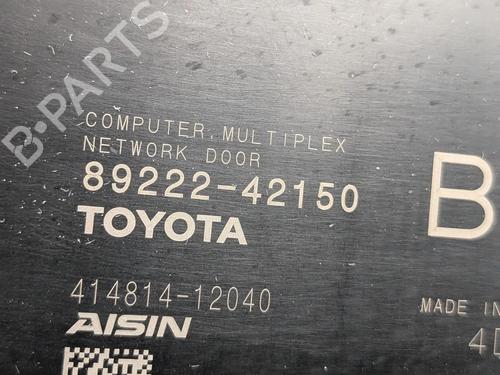 B-PARTS
COMPUTER, MULTIPLEX
NETWORK DOOR
89222-42150
TOYOTA
B
414814-12040
AISIN
MADE IN
4D